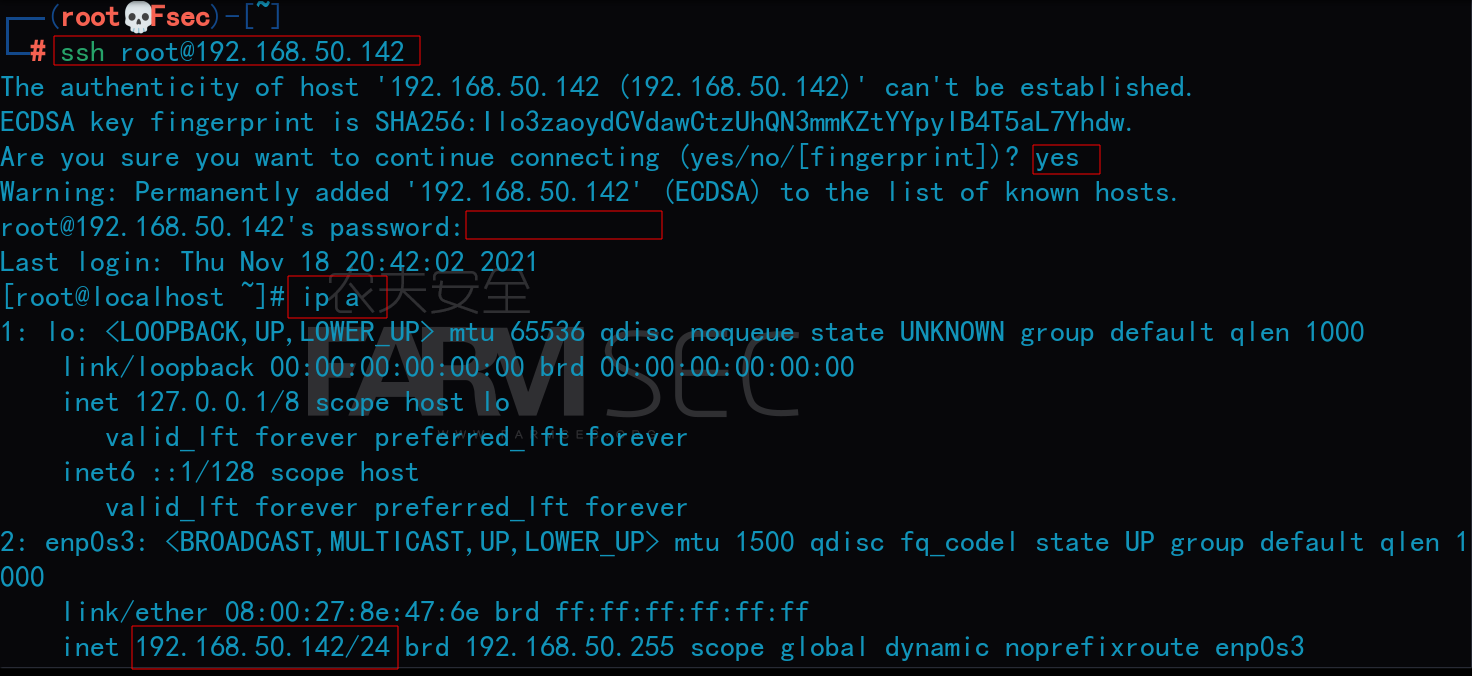 (root💀Fsec)-[~]
# ssh root@192.168.50.142
The authenticity of host '192.168.50.142 (192.168.50.142)' can't be established.
ECDSA key fingerprint is SHA256:Ilo3zaoydCVdawCtzUhQN3mmKZtYYpylB4T5aL7Yhdw.
Are you sure you want to continue connecting (yes/no/[fingerprint])? yes
Warning: Permanently added '192.168.50.142' (ECDSA) to the list of known hosts.
root@192.168.50.142's password:
Last login: Thu Nov 18 20:42:02 2021
[root@localhost ~]# ip a
1: lo: <LOOPBACK,UP,LOWER_UP> mtu 65536 qdisc noqueue state UNKNOWN group default qlen 1000
link/loopback 00:00:00:00:00:00 brd 00:00:00:00:00:00
inet 127.0.0.1/8 scope host lo
valid_lft forever preferred_lft forever
inet6 ::1/128 scope host
valid_lft forever preferred_lft forever
2: enp0s3: <BROADCAST,MULTICAST,UP,LOWER_UP> mtu 1500 qdisc fq_codel state UP group default qlen 1
000
link/ether 08:00:27:8e:47:6e brd ff:ff:ff:ff:ff:ff
inet 192.168.50.142/24 brd 192.168.50.255 scope global dynamic noprefixroute enp0s3
农夫安全
FARMSEC
WWW.FARMSEC.ORG